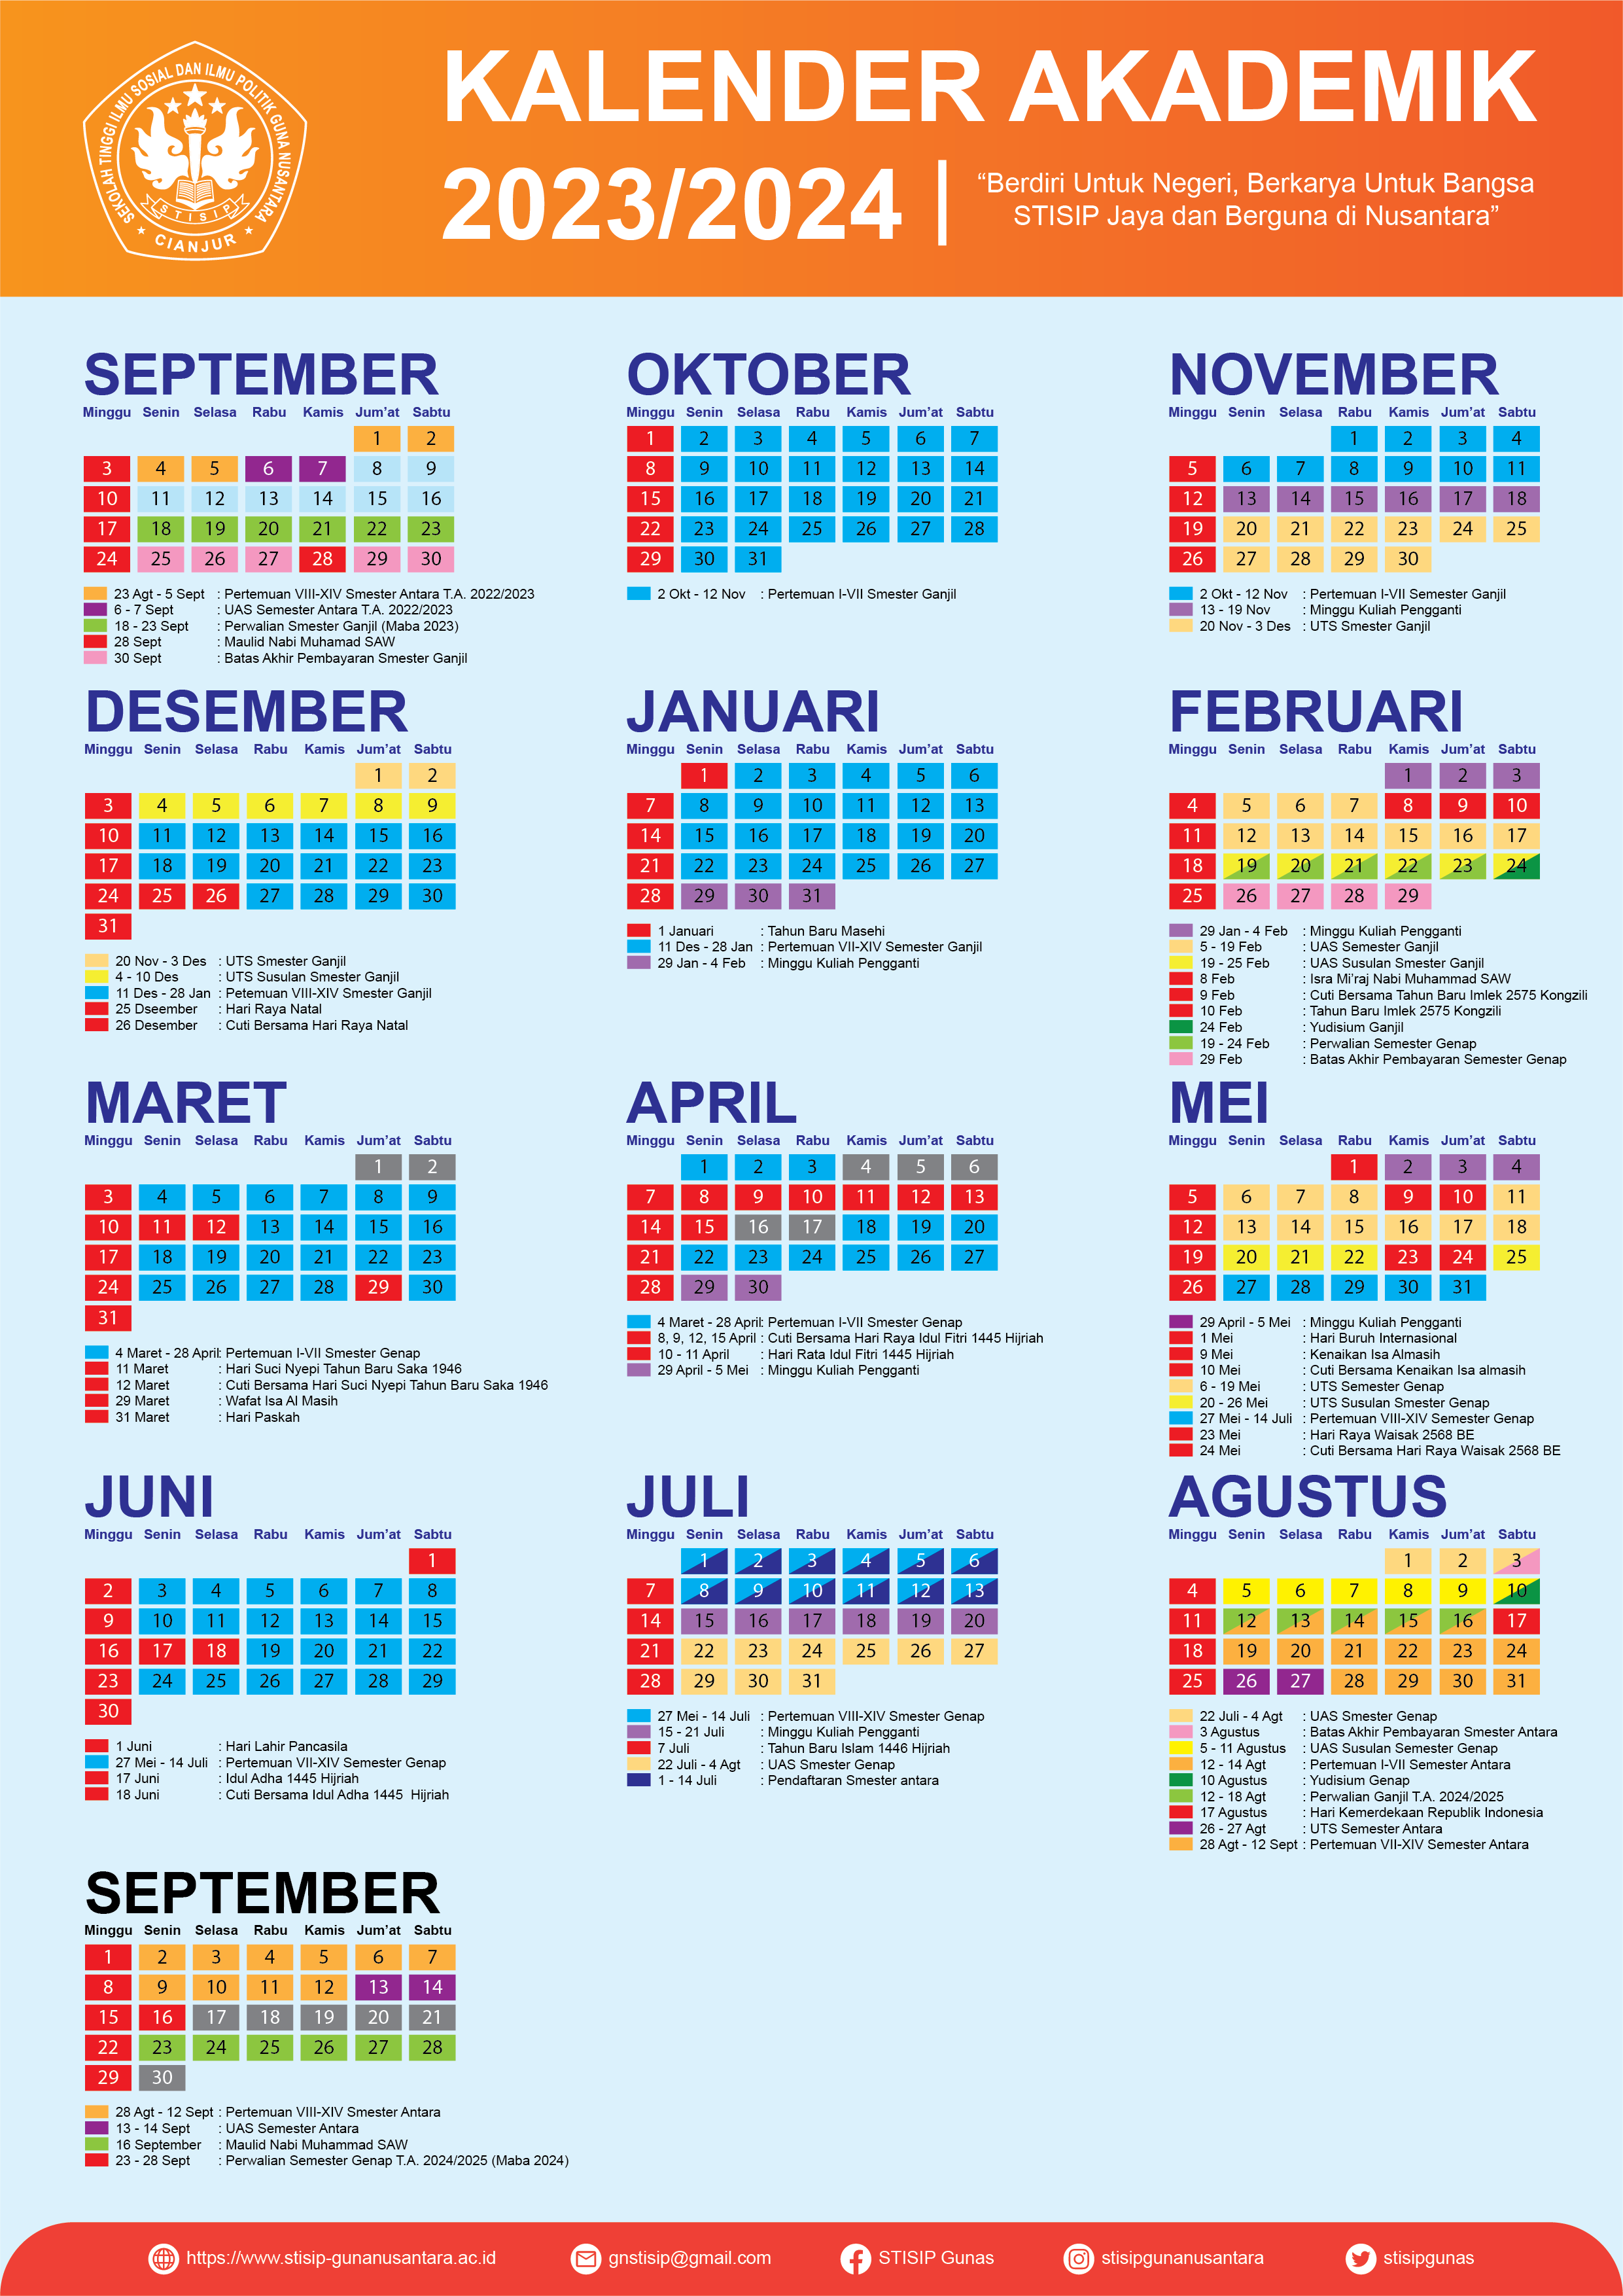 SEKOLAH TINGGI ILMU SOSIAL DAN ILMU POLITIK GUNA NUSANTARA
STISIP
CIANJUR
KALENDER AKADEMIK
2023/2024
“Berdiri Untuk Negeri, Berkarya Untuk Bangsa
STISIP Jaya dan Berguna di Nusantara”
SEPTEMBER
Minggu Senin Selasa Rabu Kamis Jum’at Sabtu
1 2
3 4 5 6 7 8 9
10 11 12 13 14 15 16
17 18 19 20 21 22 23
24 25 26 27 28 29 30
23 Agt - 5 Sept : Pertemuan VIII-XIV Smester Antara T.A. 2022/2023
6 - 7 Sept : UAS Semester Antara T.A. 2022/2023
18 - 23 Sept : Perwalian Smester Ganjil (Maba 2023)
28 Sept : Maulid Nabi Muhamad SAW
30 Sept : Batas Akhir Pembayaran Smester Ganjil
OKTOBER
Minggu Senin Selasa Rabu Kamis Jum’at Sabtu
1 2 3 4 5 6 7
8 9 10 11 12 13 14
15 16 17 18 19 20 21
22 23 24 25 26 27 28
29 30 31
2 Okt - 12 Nov : Pertemuan I-VII Smester Ganjil
NOVEMBER
Minggu Senin Selasa Rabu Kamis Jum’at Sabtu
1 2 3 4
5 6 7 8 9 10 11
12 13 14 15 16 17 18
19 20 21 22 23 24 25
26 27 28 29 30
2 Okt - 12 Nov : Pertemuan I-VII Semester Ganjil
13 - 19 Nov : Minggu Kuliah Pengganti
20 Nov - 3 Des : UTS Smester Ganjil
DESEMBER
Minggu Senin Selasa Rabu Kamis Jum’at Sabtu
1 2
3 4 5 6 7 8 9
10 11 12 13 14 15 16
17 18 19 20 21 22 23
24 25 26 27 28 29 30
31
20 Nov - 3 Des : UTS Smester Ganjil
4 - 10 Des : UTS Susulan Smester Ganjil
11 Des - 28 Jan : Petemuan VIII-XIV Smester Ganjil
25 Dseember : Hari Raya Natal
26 Desember : Cuti Bersama Hari Raya Natal
JANUARI
Minggu Senin Selasa Rabu Kamis Jum’at Sabtu
1 2 3 4 5 6
7 8 9 10 11 12 13
14 15 16 17 18 19 20
21 22 23 24 25 26 27
28 29 30 31
1 Januari : Tahun Baru Masehi
11 Des - 28 Jan : Pertemuan VII-XIV Semester Ganjil
29 Jan - 4 Feb : Minggu Kuliah Pengganti
FEBRUARI
Minggu Senin Selasa Rabu Kamis Jum’at Sabtu
1 2 3
4 5 6 7 8 9 10
11 12 13 14 15 16 17
18 19 20 21 22 23 24
25 26 27 28 29
29 Jan - 4 Feb : Minggu Kuliah Pengganti
5 - 19 Feb : UAS Semester Ganjil
19 - 25 Feb : UAS Susulan Smester Ganjil
8 Feb : Isra Mi’raj Nabi Muhammad SAW
9 Feb : Cuti Bersama Tahun Baru Imlek 2575 Kongzili
10 Feb : Tahun Baru Imlek 2575 Kongzili
24 Feb : Yudisium Ganjil
19 - 24 Feb : Perwalian Semester Genap
29 Feb : Batas Akhir Pembayaran Semester Genap
MARET
Minggu Senin Selasa Rabu Kamis Jum’at Sabtu
1 2
3 4 5 6 7 8 9
10 11 12 13 14 15 16
17 18 19 20 21 22 23
24 25 26 27 28 29 30
31
4 Maret - 28 April: Pertemuan I-VII Smester Genap
11 Maret : Hari Suci Nyepi Tahun Baru Saka 1946
12 Maret : Cuti Bersama Hari Suci Nyepi Tahun Baru Saka 1946
29 Maret : Wafat Isa Al Masih
31 Maret : Hari Paskah
APRIL
Minggu Senin Selasa Rabu Kamis Jum’at Sabtu
1 2 3 4 5 6
7 8 9 10 11 12 13
14 15 16 17 18 19 20
21 22 23 24 25 26 27
28 29 30
4 Maret - 28 April: Pertemuan I-VII Smester Genap
8, 9, 12, 15 April : Cuti Bersama Hari Raya Idul Fitri 1445 Hijriah
10 - 11 April : Hari Rata Idul Fitri 1445 Hijriah
29 April - 5 Mei : Minggu Kuliah Pengganti
MEI
Minggu Senin Selasa Rabu Kamis Jum’at Sabtu
1 2 3 4
5 6 7 8 9 10 11
12 13 14 15 16 17 18
19 20 21 22 23 24 25
26 27 28 29 30 31
29 April - 5 Mei : Minggu Kuliah Pengganti
1 Mei : Hari Buruh Internasional
9 Mei : Kenaikan Isa Almasih
10 Mei : Cuti Bersama Kenaikan Isa almasih
6 - 19 Mei : UTS Semester Genap
20 - 26 Mei : UTS Susulan Smester Genap
27 Mei - 14 Juli : Pertemuan VIII-XIV Semester Genap
23 Mei : Hari Raya Waisak 2568 BE
24 Mei : Cuti Bersama Hari Raya Waisak 2568 BE
JUNI
Minggu Senin Selasa Rabu Kamis Jum’at Sabtu
1
2 3 4 5 6 7 8
9 10 11 12 13 14 15
16 17 18 19 20 21 22
23 24 25 26 27 28 29
30
1 Juni : Hari Lahir Pancasila
27 Mei - 14 Juli : Pertemuan VII-XIV Semester Genap
17 Juni : Idul Adha 1445 Hijriah
18 Juni : Cuti Bersama Idul Adha 1445 Hijriah
JULI
Minggu Senin Selasa Rabu Kamis Jum’at Sabtu
1 2 3 4 5 6
7 8 9 10 11 12 13
14 15 16 17 18 19 20
21 22 23 24 25 26 27
28 29 30 31
27 Mei - 14 Juli : Pertemuan VIII-XIV Smester Genap
15 - 21 Juli : Minggu Kuliah Pengganti
7 Juli : Tahun Baru Islam 1446 Hijriah
22 Juli - 4 Agt : UAS Smester Genap
1 - 14 Juli : Pendaftaran Smester antara
AGUSTUS
Minggu Senin Selasa Rabu Kamis Jum’at Sabtu
1 2 3
4 5 6 7 8 9 10
11 12 13 14 15 16 17
18 19 20 21 22 23 24
25 26 27 28 29 30 31
22 Juli - 4 Agt : UAS Smester Genap
3 Agustus : Batas Akhir Pembayaran Smester Antara
5 - 11 Agustus : UAS Susulan Semester Genap
12 - 14 Agt : Pertemuan I-VII Semester Antara
10 Agustus : Yudisium Genap
12 - 18 Agt : Perwalian Ganjil T.A. 2024/2025
17 Agustus : Hari Kemerdekaan Republik Indonesia
26 - 27 Agt : UTS Semester Antara
28 Agt - 12 Sept : Pertemuan VII-XIV Semester Antara
SEPTEMBER
Minggu Senin Selasa Rabu Kamis Jum’at Sabtu
1 2 3 4 5 6 7
8 9 10 11 12 13 14
15 16 17 18 19 20 21
22 23 24 25 26 27 28
29 30
28 Agt - 12 Sept : Pertemuan VIII-XIV Smester Antara
13 - 14 Sept : UAS Semester Antara
16 September : Maulid Nabi Muhammad SAW
23 - 28 Sept : Perwalian Semester Genap T.A. 2024/2025 (Maba 2024)
https://www.stisip-gunanusantara.ac.id gnstisip@gmail.com STISIP Gunas stisipgunanusantara stisipgunas